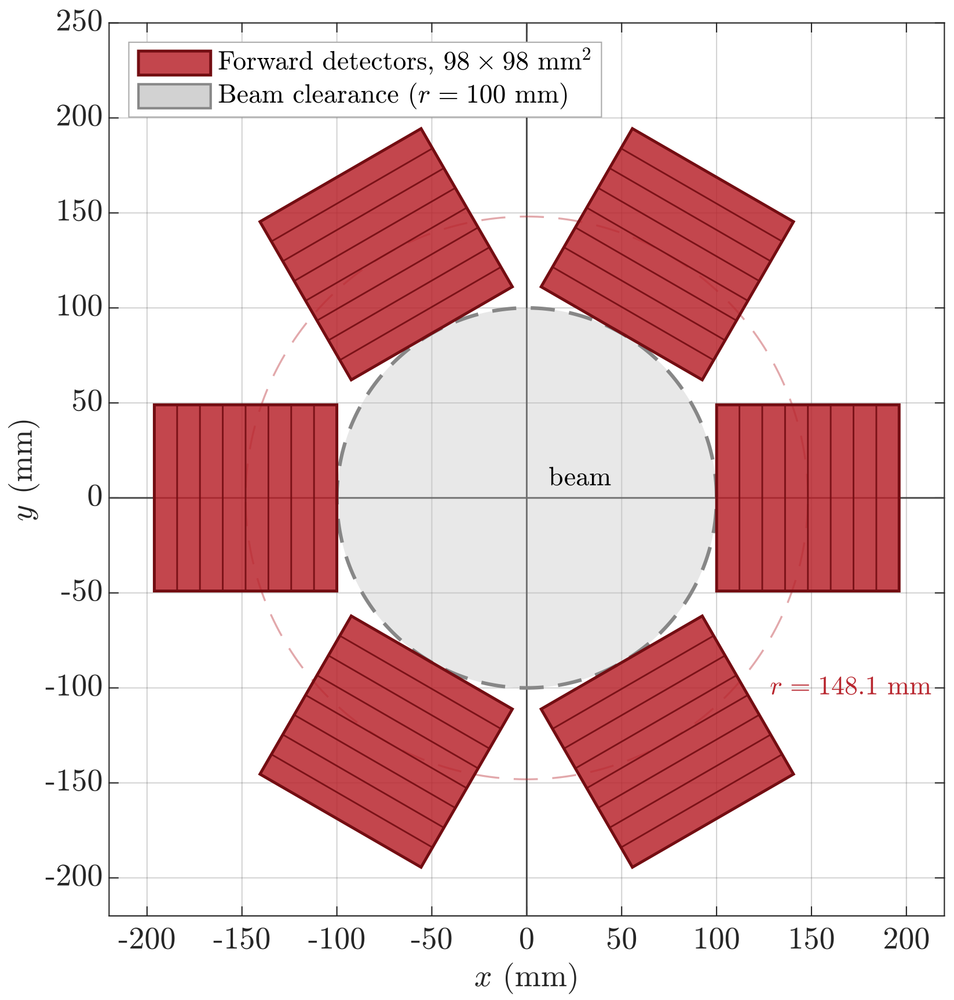 Forward detectors, 98 × 98 mm²
Beam clearance (r = 100 mm)
250
200
150
100
50
0
-50
-100
-150
-200
y (mm)
beam
r = 148.1 mm
-200 -150 -100 -50 0 50 100 150 200
x (mm)